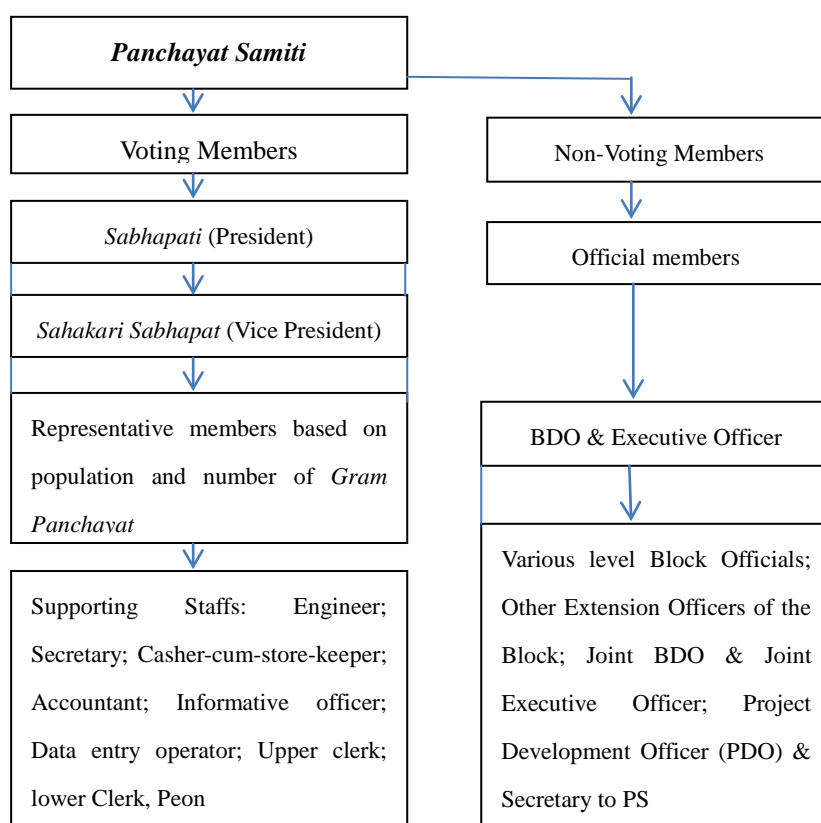 Panchayat Samiti
Voting Members
Sabhapati (President)
Sahakari Sabhapat (Vice President)
Representative members based on
population and number of Gram
Panchayat
Supporting Staffs: Engineer;
Secretary; Casher-cum-store-keeper;
Accountant; Informative officer;
Data entry operator; Upper clerk;
lower Clerk, Peon
Non-Voting Members
Official members
BDO & Executive Officer
Various level Block Officials;
Other Extension Officers of the
Block; Joint BDO & Joint
Executive Officer; Project
Development Officer (PDO) &
Secretary to PS